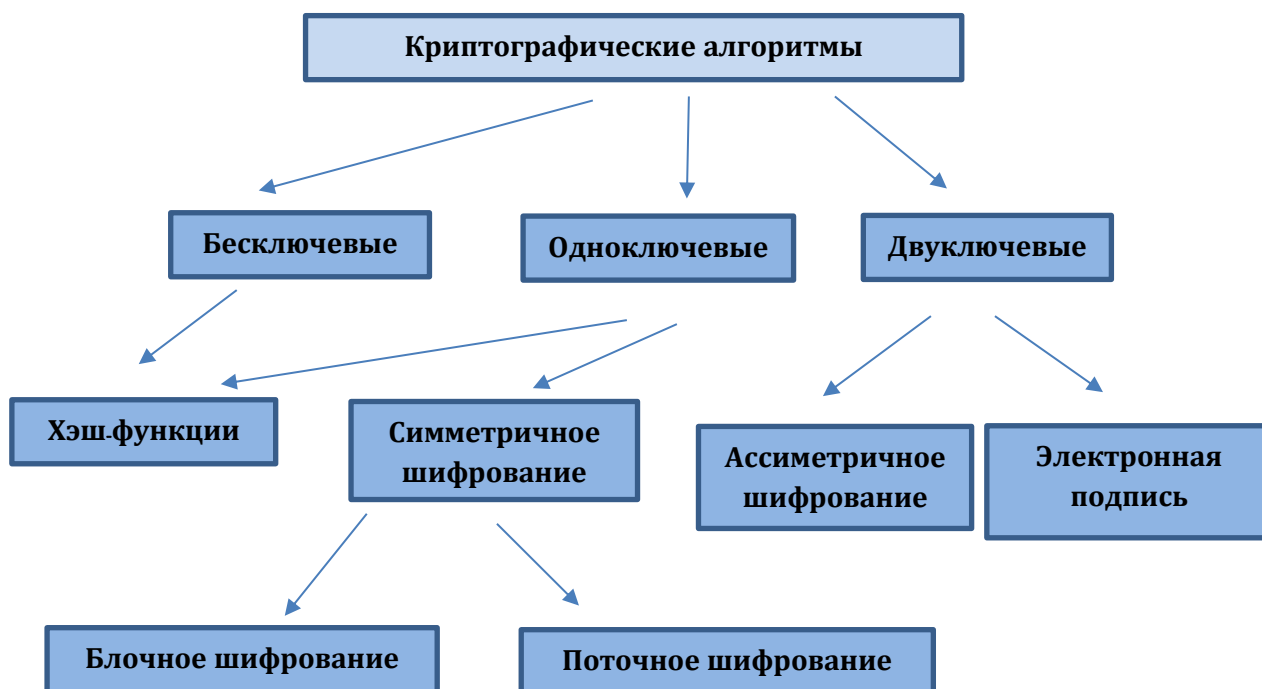 Криптографические алгоритмы
Бесключевые
Одноключевые
Двуключевые
Хэш-функции
Симметричное
шифрование
Ассиметричное
шифрование
Электронная
подпись
Блочное шифрование
Поточное шифрование